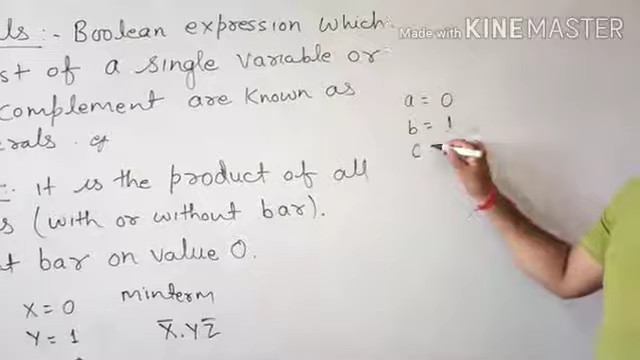 ls :- Boolean expression which
st of a single variable or
complement are known as
erals. eg
It is the product of all
s (with or without bar).
t bar on value 0.
X = 0 minterm
Y = 1 X̅.YZ̅
a = 0
b = 1
c =
Made with KINEMASTER